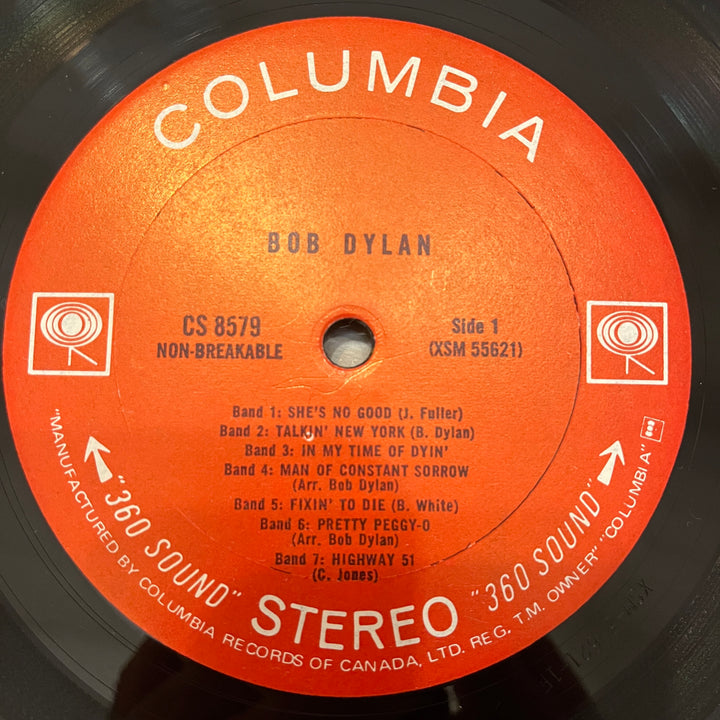 COLUMBIA
BOB DYLAN
CS 8579
NON-BREAKABLE
Side 1
(XSM 55621)
Band 1: SHE'S NO GOOD (J. Fuller)
Band 2: TALKIN' NEW YORK (B. Dylan)
Band 3: IN MY TIME OF DYIN'
Band 4: MAN OF CONSTANT SORROW
(Arr. Bob Dylan)
Band 5: FIXIN' TO DIE (B. White)
Band 6: PRETTY PEGGY-O
(Arr. Bob Dylan)
Band 7: HIGHWAY 51
(C. Jones)
"360 SOUND" STEREO "360 SOUND"
"MANUFACTURED BY COLUMBIA RECORDS OF CANADA, LTD. REG. T.M. OWNER" "COLUMBIA"